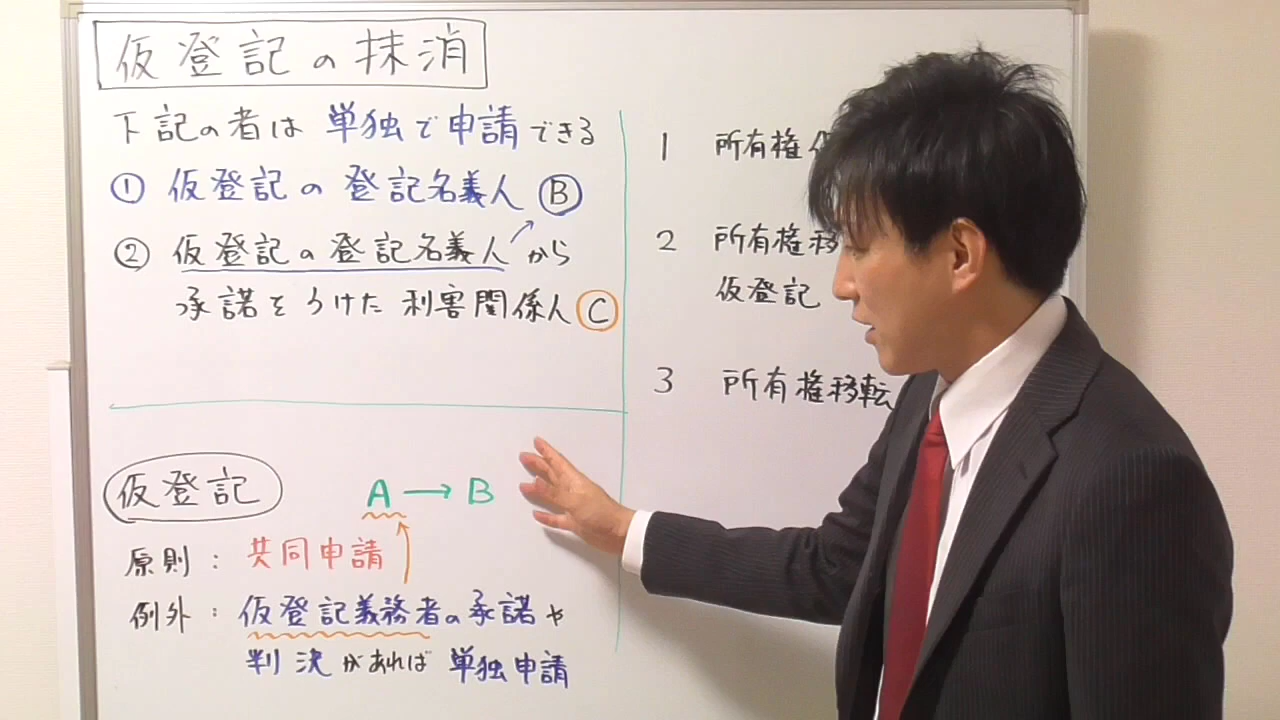 仮登記の抹消
下記の者は 単独で申請できる
① 仮登記の登記名義人 Ⓑ
② 仮登記の登記名義人から
承諾をうけた利害関係人 Ⓒ
仮登記 A → B
原則：共同申請
例外：仮登記義務者の承諾や
判決があれば 単独申請
1 所有権
2 所有権移
仮登記
3 所有権移転